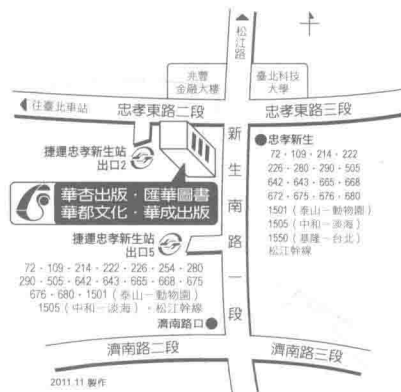 松江路
兆豐
金融大樓
臺北科技
大學
往臺北車站
忠孝東路二段
忠孝東路三段
捷運忠孝新生站
出口2
新生南路一段
忠孝新生
72·109·214·222
226·280·290·505
642·643·665·668
672·675·676·680
1501（泰山－動物園）
1505（中和－淡海）
1550（基隆－台北）
松江幹線
華杏出版·匯華圖書
華都文化·華成出版
捷運忠孝新生站
出口5
72·109·214·222·226·254·280
290·505·642·643·665·668·675
676·680·1501（泰山－動物園）
1505（中和－淡海）·松江幹線
濟南路口
濟南路二段
濟南路三段
2011.11 製作